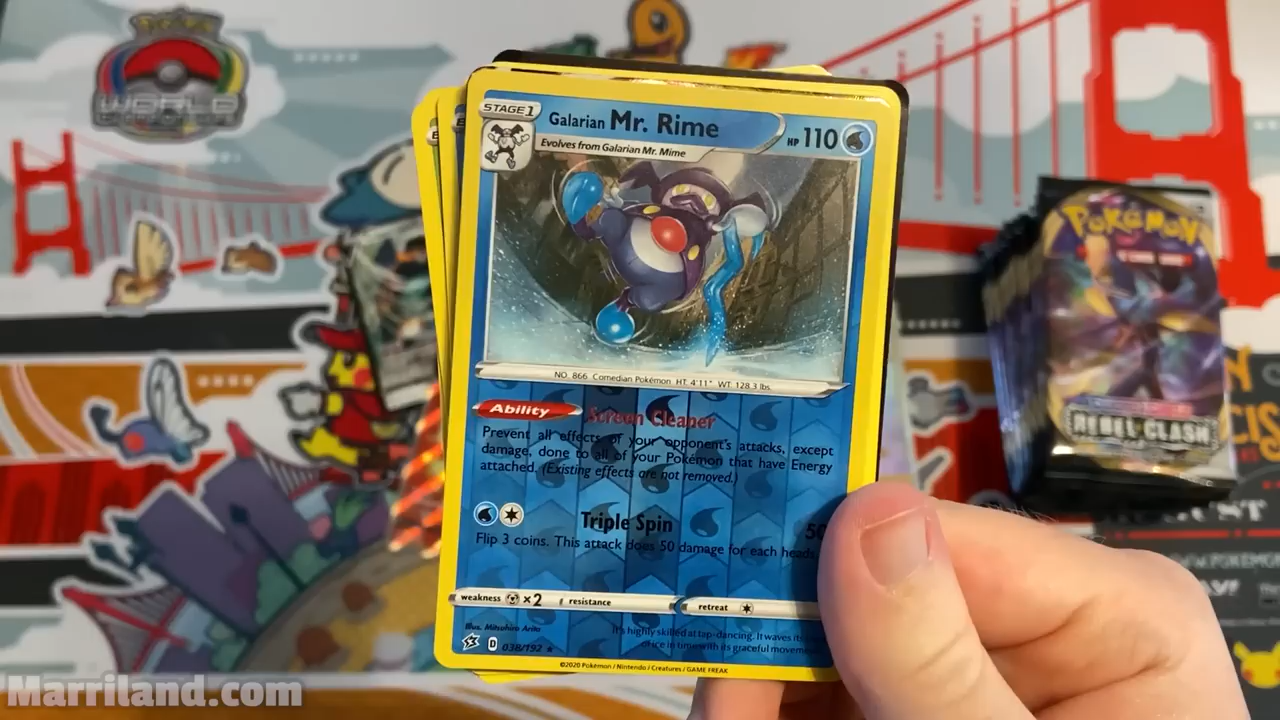 POKéMON
WORLD
STAGE 1
Galarian Mr. Rime
HP 110
Evolves from Galarian Mr. Mime
NO. 866 Comedian Pokémon HT. 4'11" WT. 128.3 lbs.
Ability Screen Cleaner
Prevent all effects of your opponent's attacks, except
damage, done to all of your Pokémon that have Energy
attached. (Existing effects are not removed.)
Triple Spin 50
Flip 3 coins. This attack does 50 damage for each heads
weakness ×2 resistance retreat
Illus. Mitsuhiro Arita
It's highly skilled at tap-dancing. It waves its
in time with its graceful
D 038/192 ★
©2020 Pokémon / Nintendo / Creatures / GAME FREAK
POKéMON
REBEL CLASH
Marriland.com